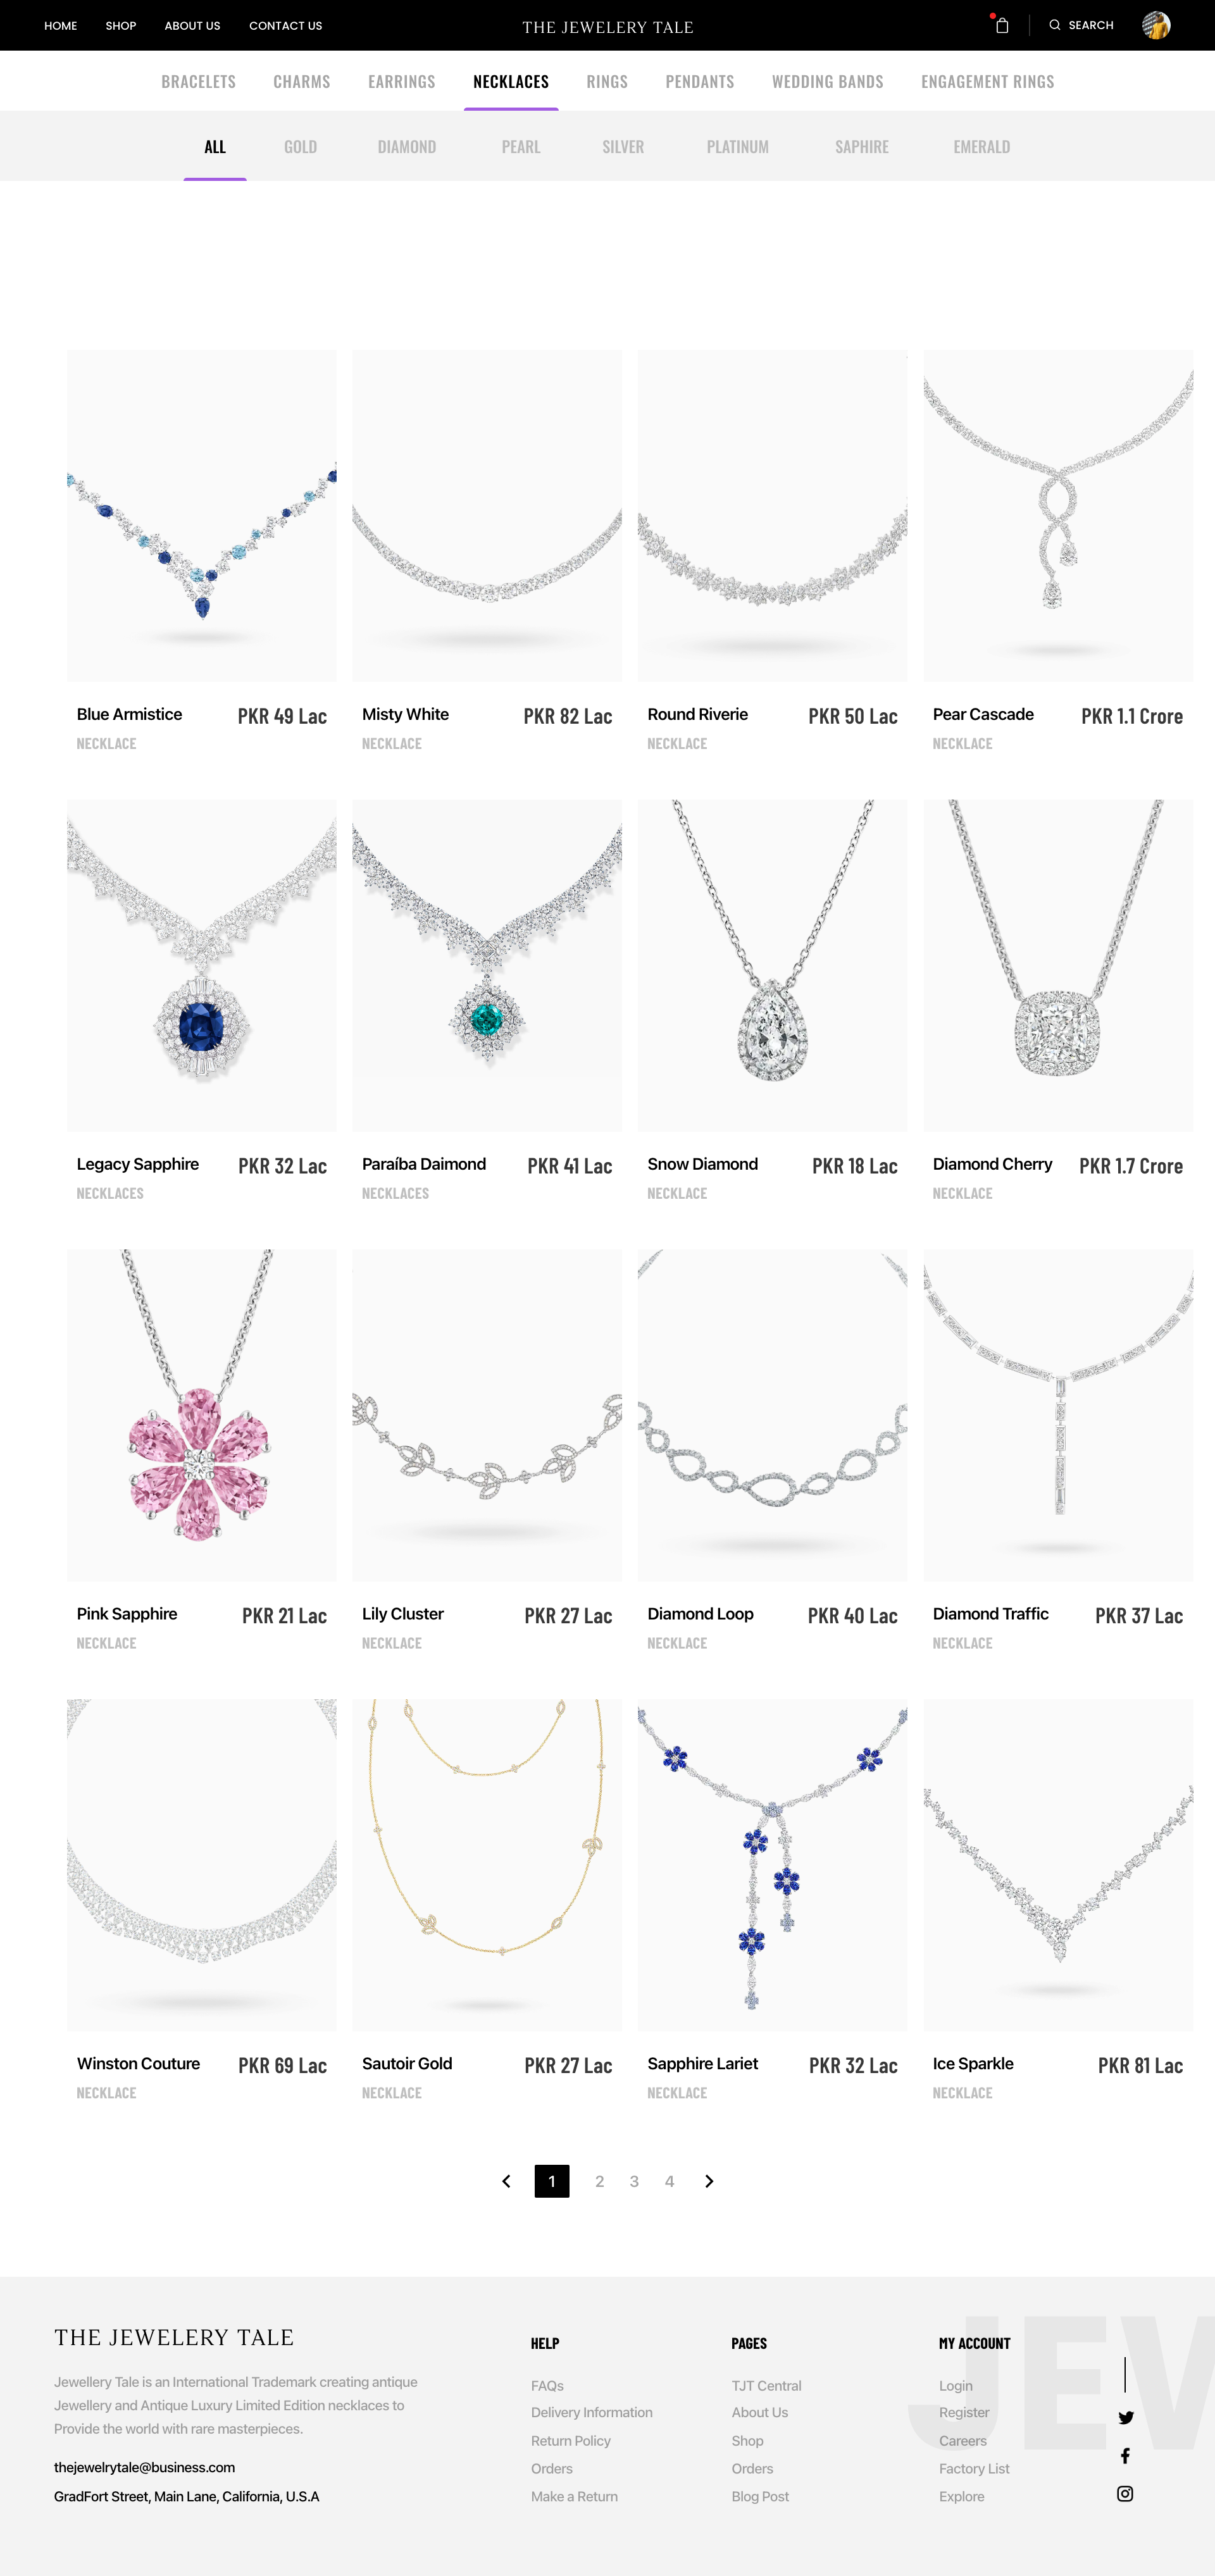 HOME SHOP ABOUT US CONTACT US THE JEWELERY TALE SEARCH
BRACELETS CHARMS EARRINGS NECKLACES RINGS PENDANTS WEDDING BANDS ENGAGEMENT RINGS
ALL GOLD DIAMOND PEARL SILVER PLATINUM SAPHIRE EMERALD
Blue Armistice PKR 49 Lac Misty White PKR 82 Lac Round Riverie PKR 50 Lac Pear Cascade PKR 1.1 Crore
NECKLACE NECKLACE NECKLACE NECKLACE
Legacy Sapphire PKR 32 Lac Paraíba Daimond PKR 41 Lac Snow Diamond PKR 18 Lac Diamond Cherry PKR 1.7 Crore
NECKLACES NECKLACES NECKLACE NECKLACE
Pink Sapphire PKR 21 Lac Lily Cluster PKR 27 Lac Diamond Loop PKR 40 Lac Diamond Traffic PKR 37 Lac
NECKLACE NECKLACE NECKLACE NECKLACE
Winston Couture PKR 69 Lac Sautoir Gold PKR 27 Lac Sapphire Lariet PKR 32 Lac Ice Sparkle PKR 81 Lac
NECKLACE NECKLACE NECKLACE NECKLACE
1 2 3 4
THE JEWELERY TALE
Jewellery Tale is an International Trademark creating antique
Jewellery and Antique Luxury Limited Edition necklaces to
Provide the world with rare masterpieces.
thejewelrytale@business.com
GradFort Street, Main Lane, California, U.S.A
HELP
FAQs
Delivery Information
Return Policy
Orders
Make a Return
PAGES
TJT Central
About Us
Shop
Orders
Blog Post
MY ACCOUNT
Login
Register
Careers
Factory List
Explore
JEW